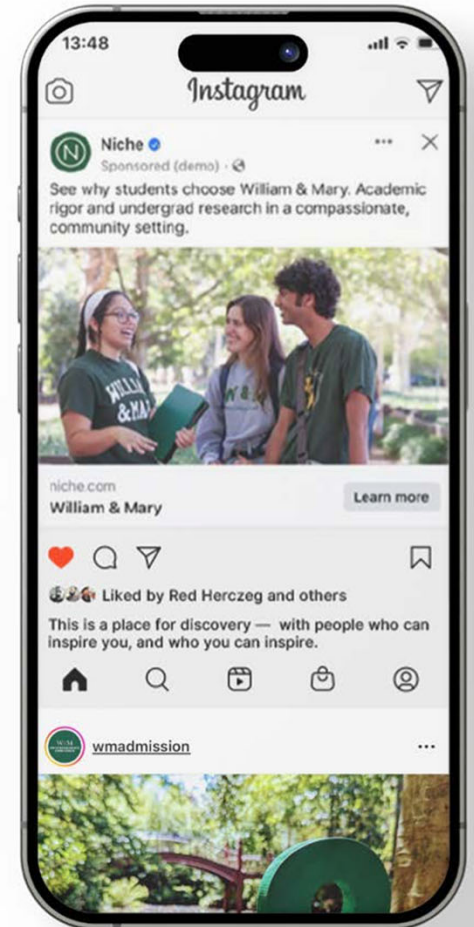 13:48
Instagram
N
Niche
Sponsored (demo) ·
See why students choose William & Mary. Academic
rigor and undergrad research in a compassionate,
community setting.
WILLIA
& MA
W & M
niche.com
William & Mary
Learn more
Liked by Red Herczeg and others
This is a place for discovery — with people who can
inspire you, and who you can inspire.
wmadmission